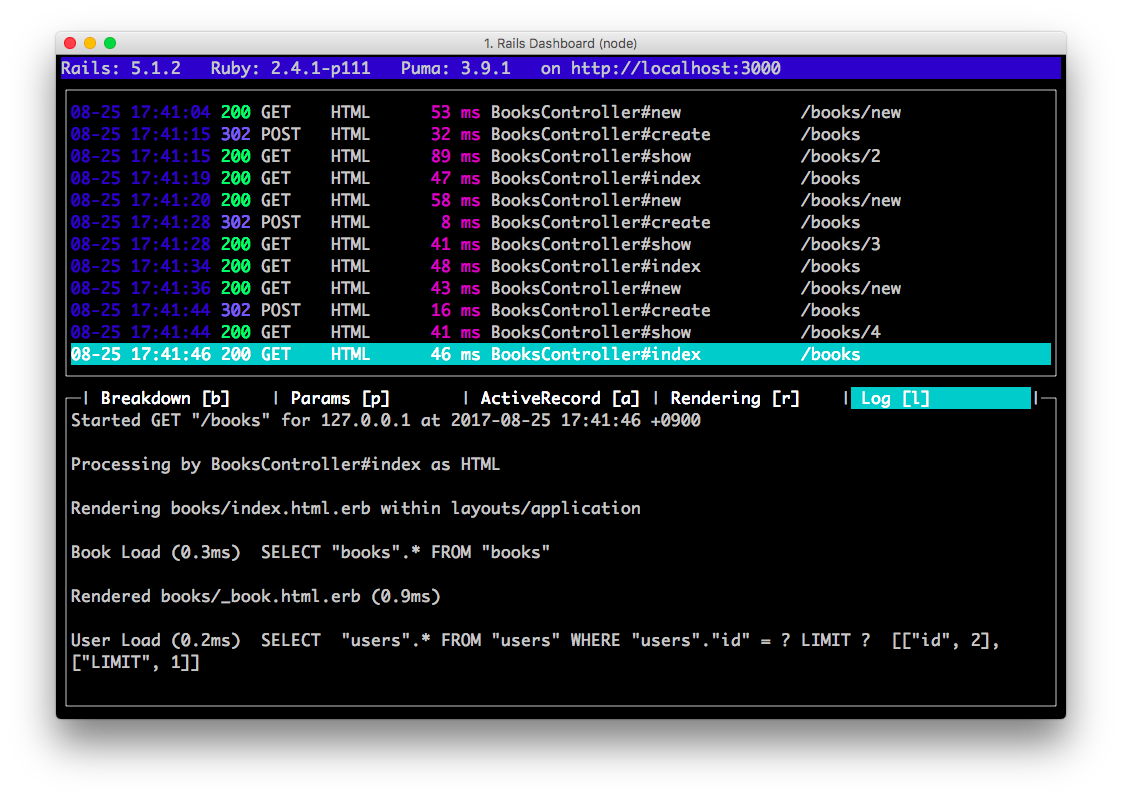 1. Rails Dashboard (node)
Rails: 5.1.2 Ruby: 2.4.1-p111 Puma: 3.9.1 on http://localhost:3000
08-25 17:41:04 200 GET HTML 53 ms BooksController#new /books/new
08-25 17:41:15 302 POST HTML 32 ms BooksController#create /books
08-25 17:41:15 200 GET HTML 89 ms BooksController#show /books/2
08-25 17:41:19 200 GET HTML 47 ms BooksController#index /books
08-25 17:41:20 200 GET HTML 58 ms BooksController#new /books/new
08-25 17:41:28 302 POST HTML 8 ms BooksController#create /books
08-25 17:41:28 200 GET HTML 41 ms BooksController#show /books/3
08-25 17:41:34 200 GET HTML 48 ms BooksController#index /books
08-25 17:41:36 200 GET HTML 43 ms BooksController#new /books/new
08-25 17:41:44 302 POST HTML 16 ms BooksController#create /books
08-25 17:41:44 200 GET HTML 41 ms BooksController#show /books/4
08-25 17:41:46 200 GET HTML 46 ms BooksController#index /books
| Breakdown [b] | Params [p] | ActiveRecord [a] | Rendering [r] | Log [l] |
Started GET "/books" for 127.0.0.1 at 2017-08-25 17:41:46 +0900
Processing by BooksController#index as HTML
Rendering books/index.html.erb within layouts/application
Book Load (0.3ms) SELECT "books".* FROM "books"
Rendered books/_book.html.erb (0.9ms)
User Load (0.2ms) SELECT "users".* FROM "users" WHERE "users"."id" = ? LIMIT ? [["id", 2],
["LIMIT", 1]]